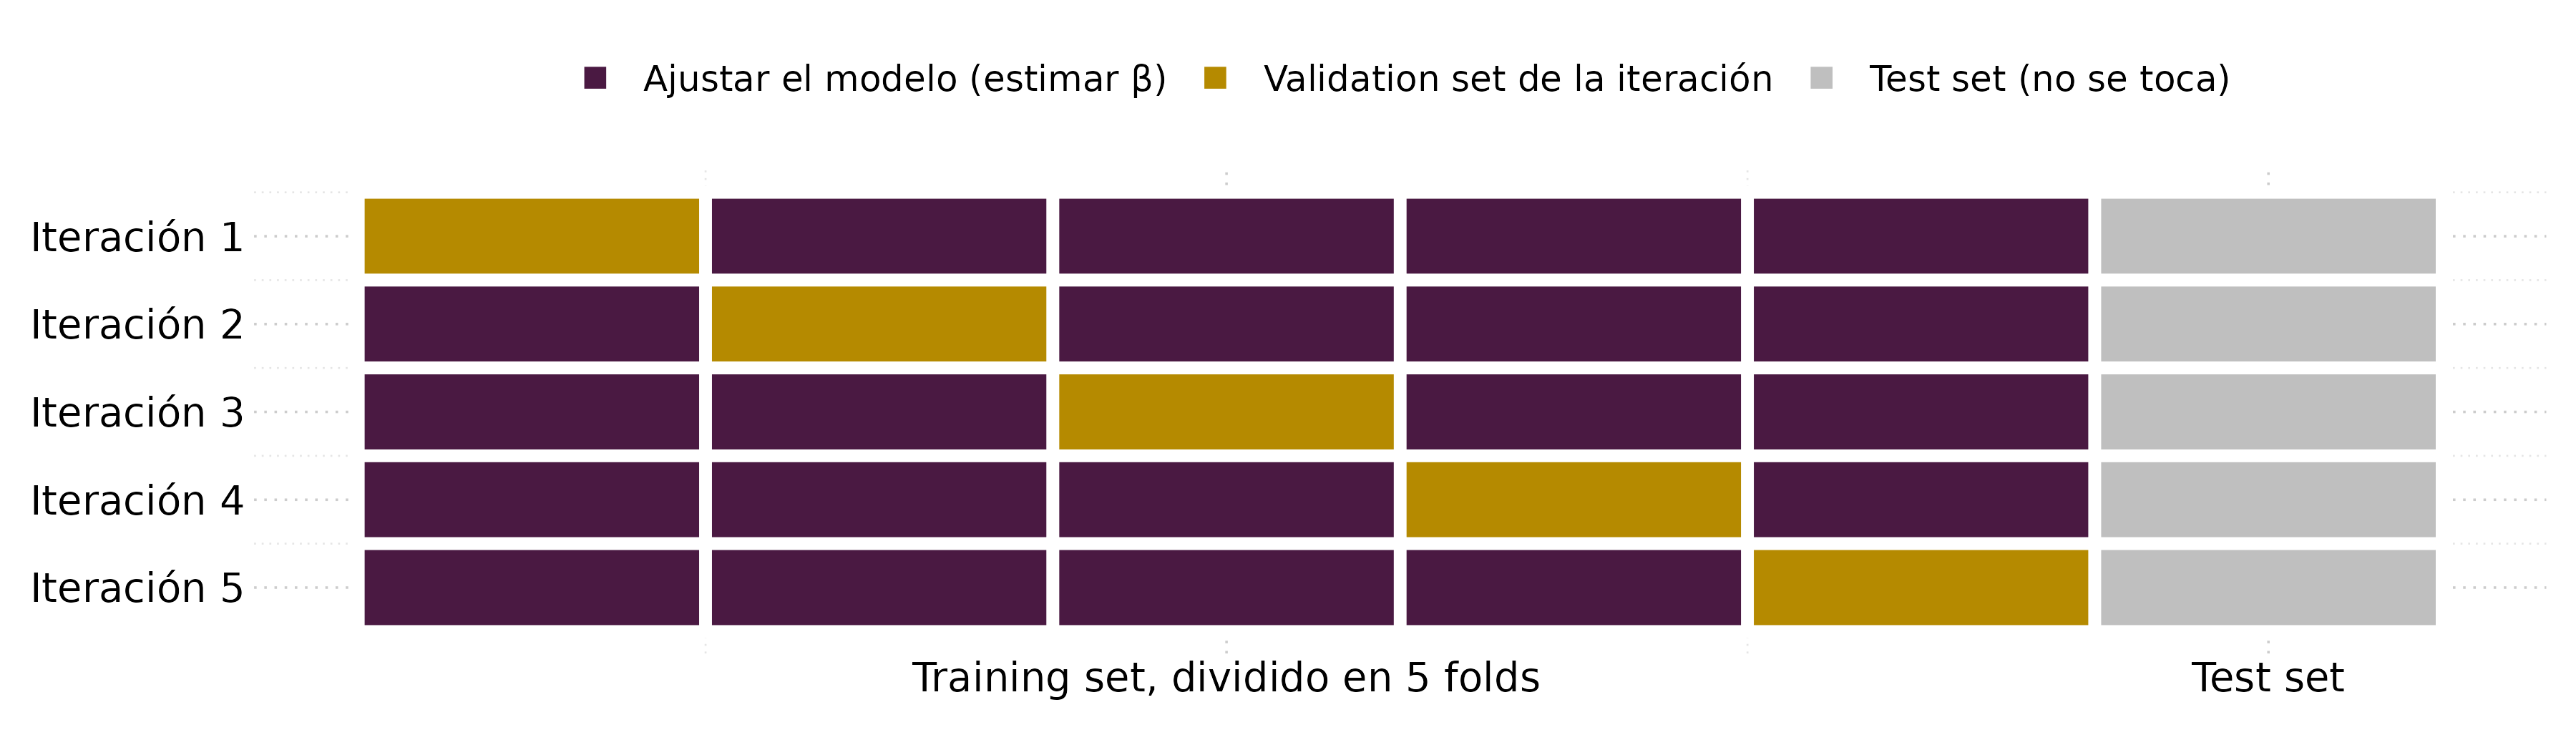 Ajustar el modelo (estimar β) Validation set de la iteración Test set (no se toca)
Iteración 1
Iteración 2
Iteración 3
Iteración 4
Iteración 5
Training set, dividido en 5 folds Test set